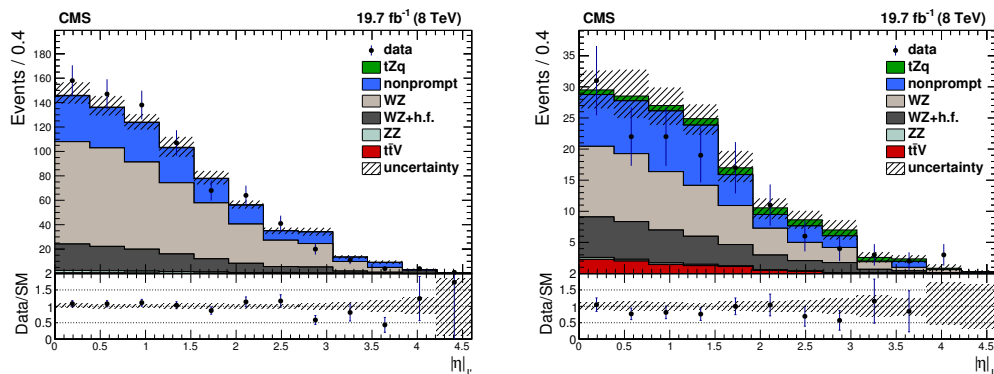 CMS 19.7 fb⁻¹ (8 TeV)
Events / 0.4
180
160
140
120
100
80
60
40
20
data
tZq
nonprompt
WZ
WZ+h.f.
ZZ
tt̄V
uncertainty
Data/SM
2
1.5
1
0.5
0
0 0.5 1 1.5 2 2.5 3 3.5 4 4.5
CMS 19.7 fb⁻¹ (8 TeV)
Events / 0.4
35
30
25
20
15
10
5
data
tZq
nonprompt
WZ
WZ+h.f.
ZZ
tt̄V
uncertainty
Data/SM
2
1.5
1
0.5
0
0 0.5 1 1.5 2 2.5 3 3.5 4 4.5